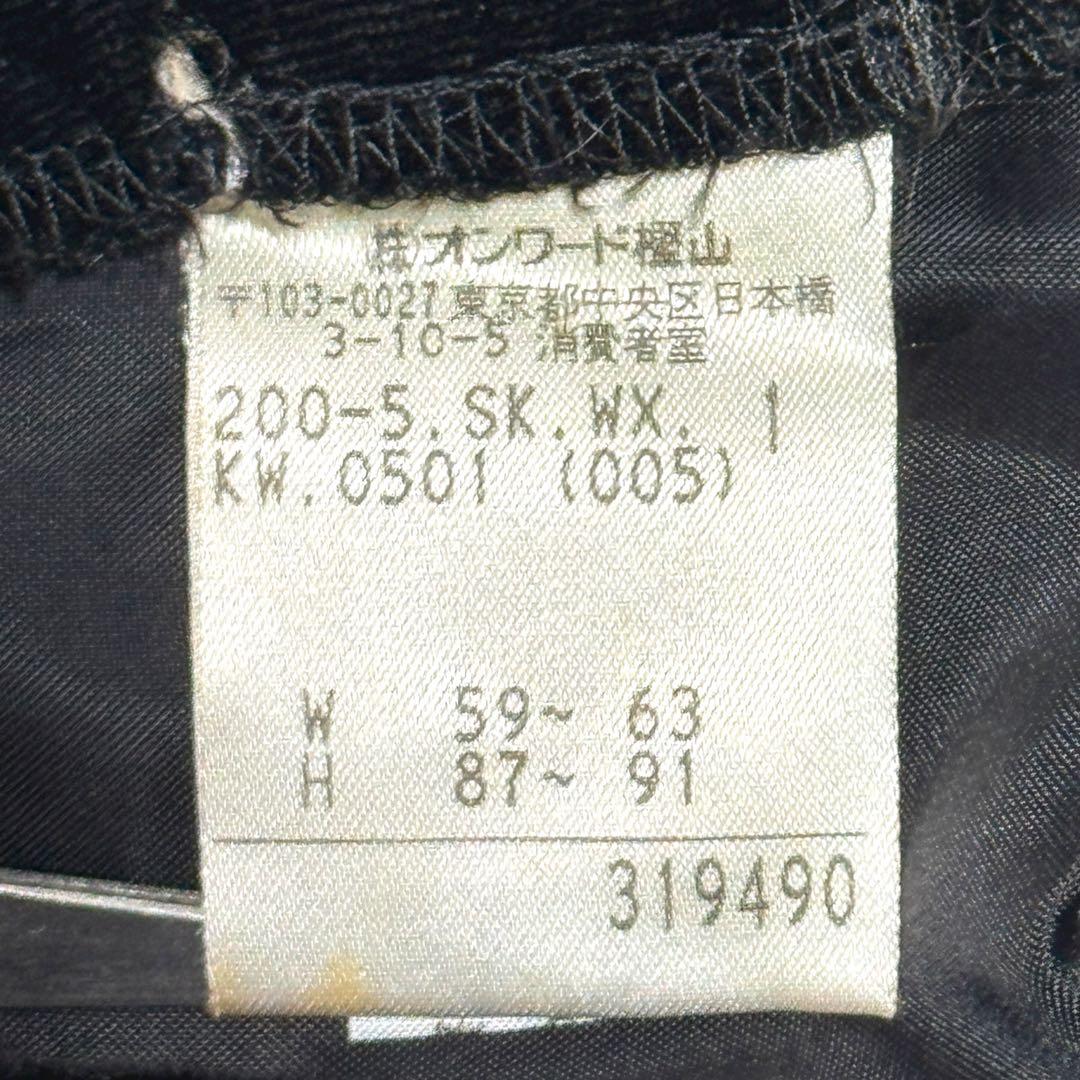 ㈱オンワード樫山
〒103-0027 東京都中央区日本橋
3-10-5 消費者室
200-5.SK.WX. 1
KW.0501 (005)
W 59~ 63
H 87~ 91
319490